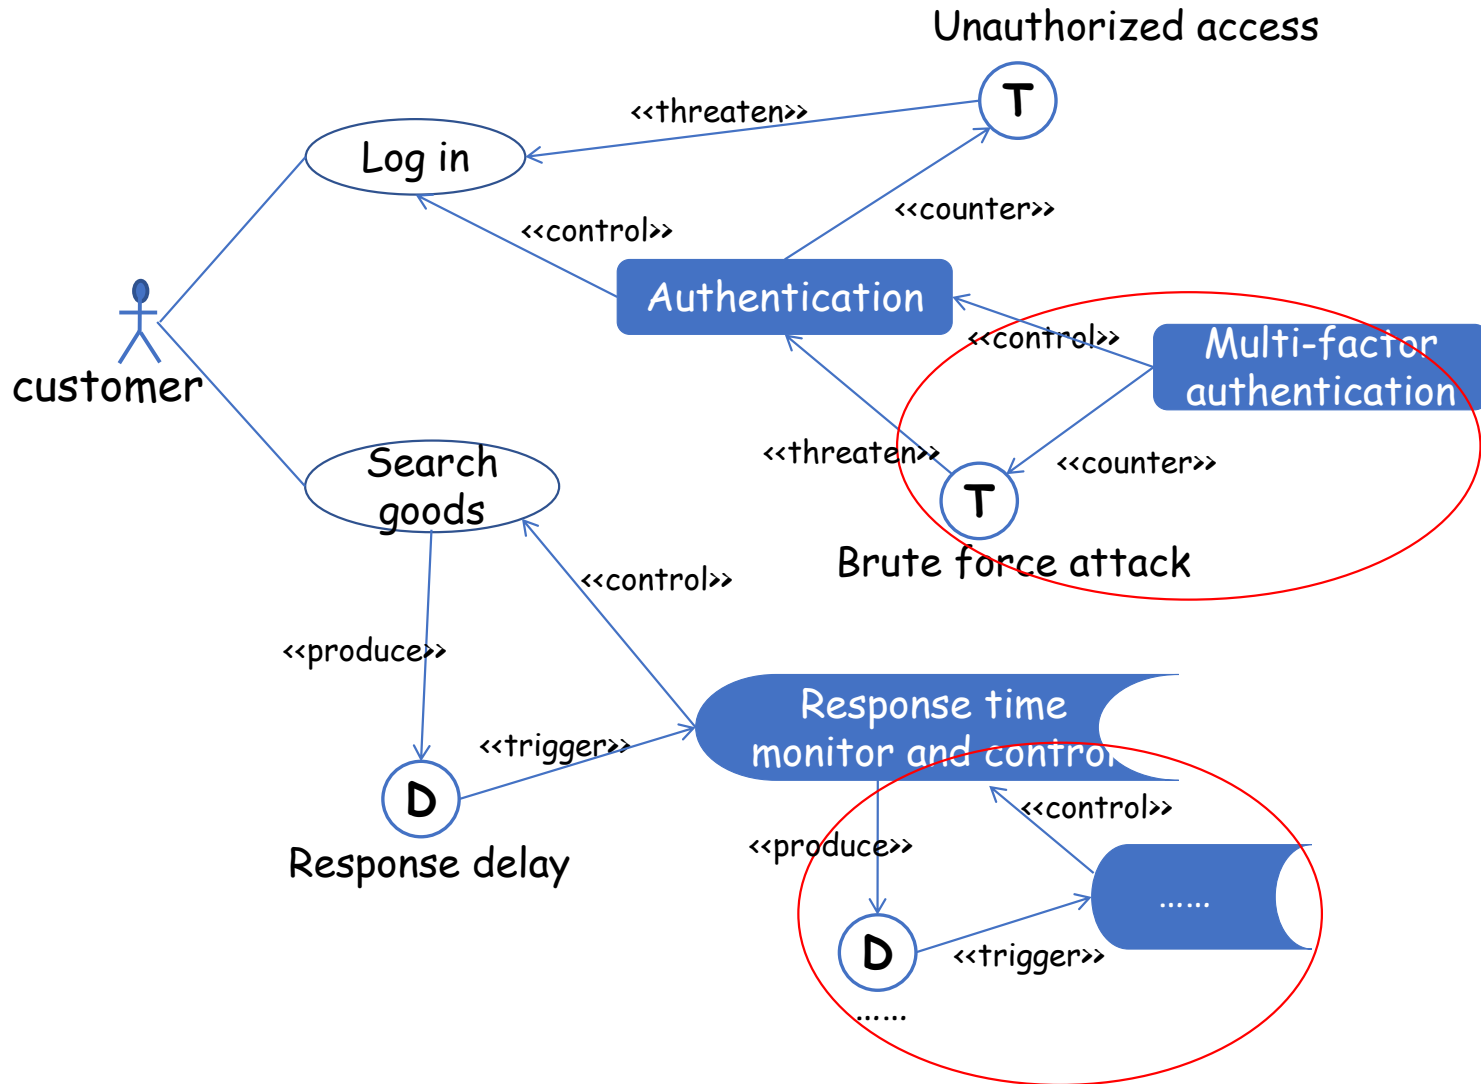 Unauthorized access
T
<<threaten>>
Log in
<<counter>>
<<control>>
Authentication
<<control>>
Multi-factor
authentication
customer
<<threaten>>
<<counter>>
Search
goods
T
Brute force attack
<<control>>
<<produce>>
Response time
monitor and control
<<trigger>>
D
<<control>>
Response delay
<<produce>>
......
D
<<trigger>>
......